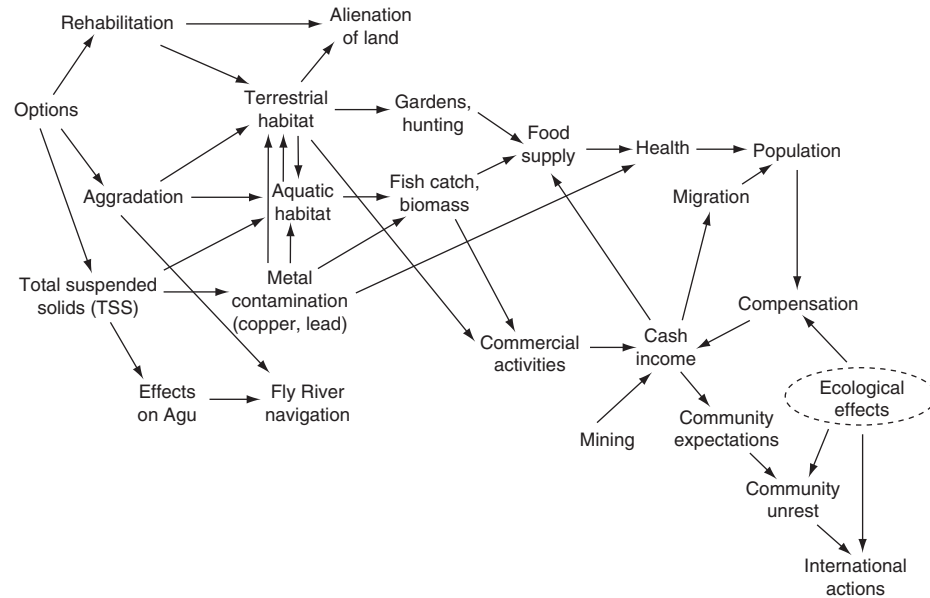 Rehabilitation
Alienation
of land
Options
Terrestrial
habitat
Gardens,
hunting
Food
supply
Health
Population
Aggradation
Aquatic
habitat
Fish catch,
biomass
Migration
Total suspended
solids (TSS)
Metal
contamination
(copper, lead)
Compensation
Commercial
activities
Cash
income
Effects
on Agu
Fly River
navigation
Ecological
effects
Mining
Community
expectations
Community
unrest
International
actions